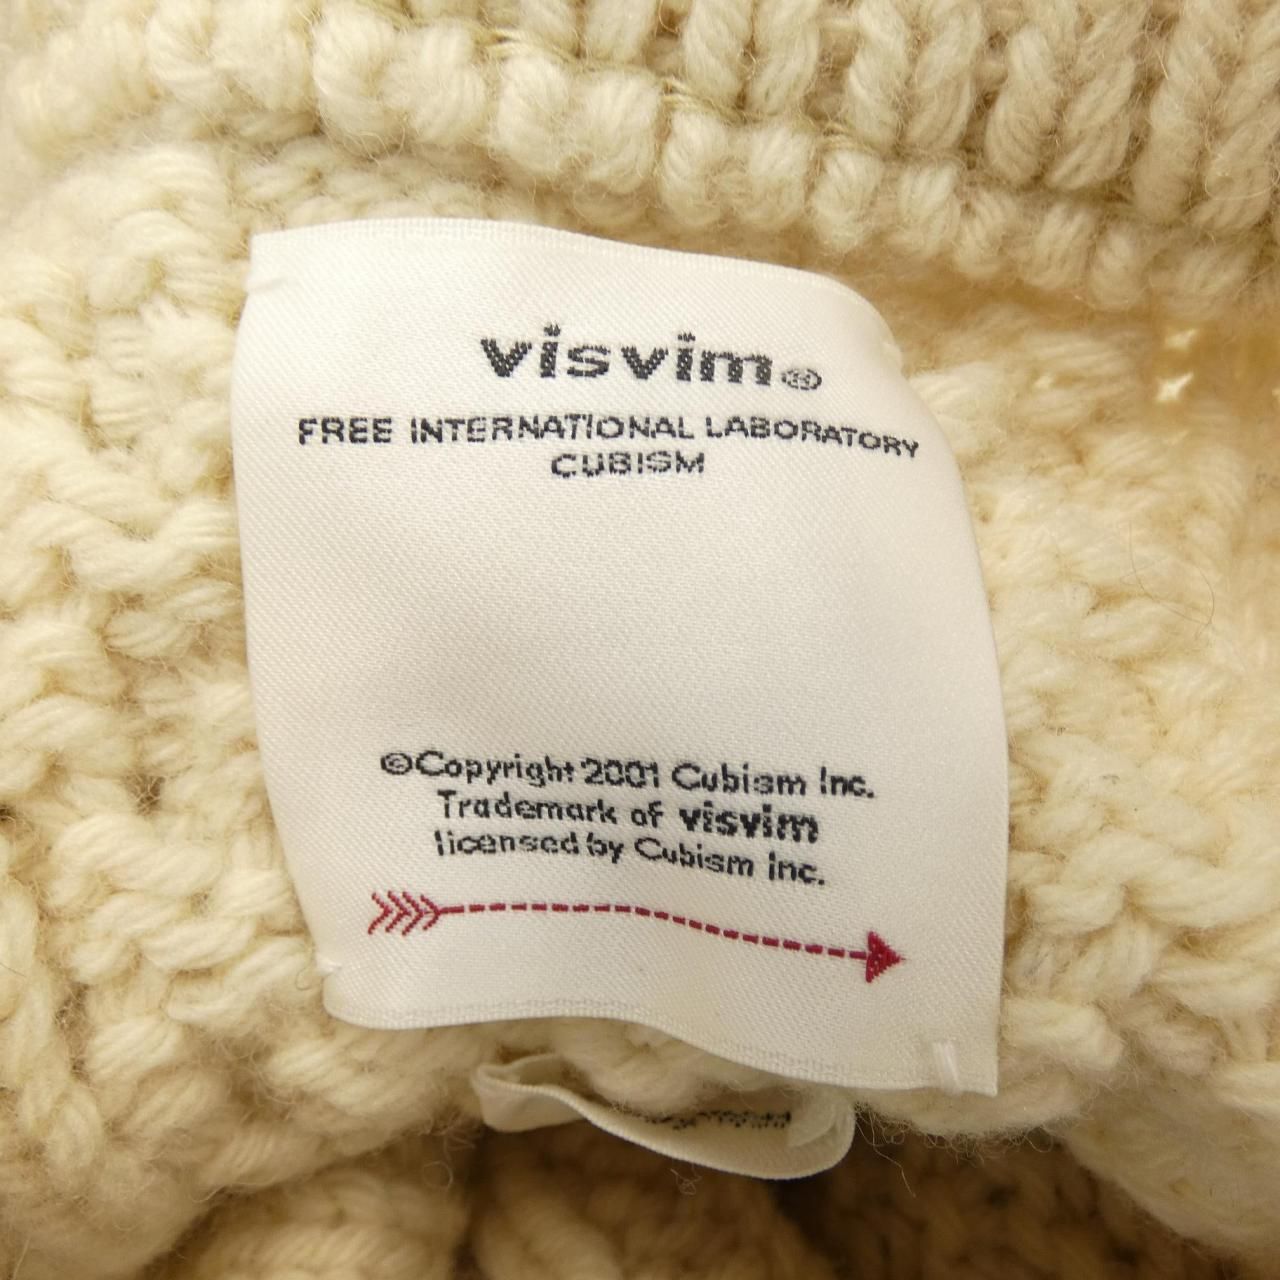 visvim®
FREE INTERNATIONAL LABORATORY
CUBISM
©Copyright 2001 Cubism Inc.
Trademark of visvim
licensed by Cubism Inc.